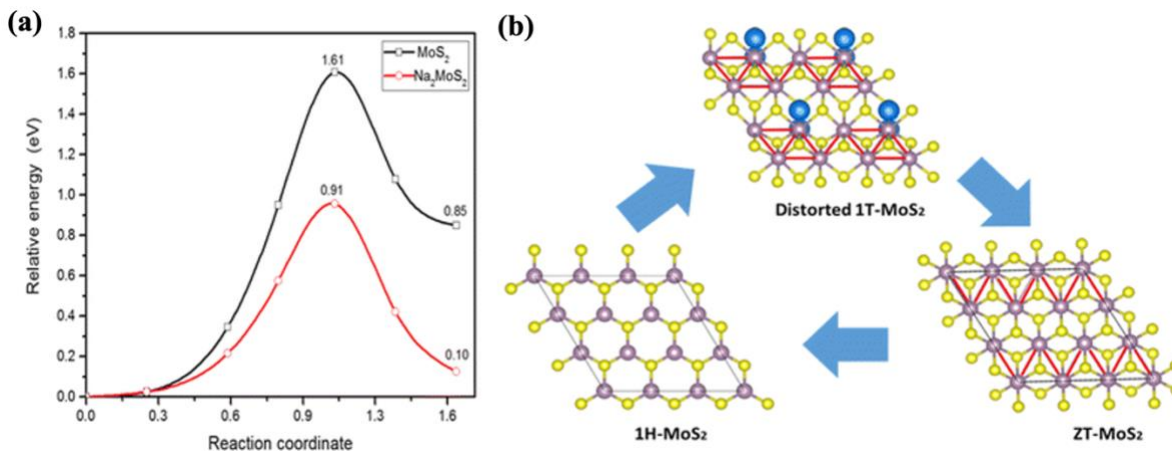 (a)
1.8
1.6
1.4
1.2
1.0
0.8
0.6
0.4
0.2
0.0
Relative energy (eV)
0.0
0.3
0.6
0.9
1.3
1.6
Reaction coordinate
MoS₂
Na₂MoS₂
1.61
0.91
0.85
0.10
(b)
Distorted 1T-MoS₂
1H-MoS₂
ZT-MoS₂